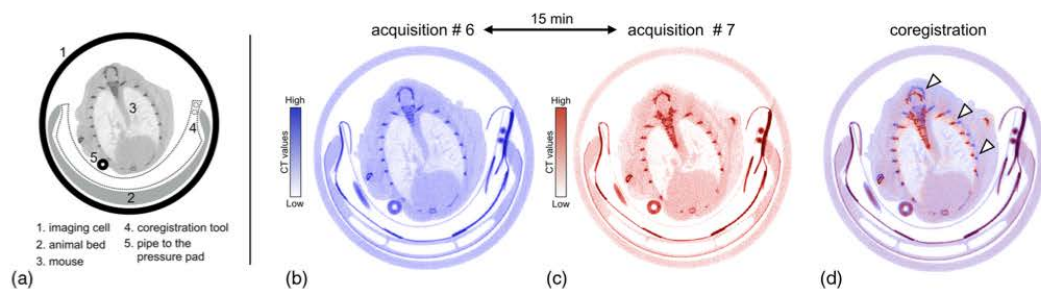 15 min
acquisition # 6
acquisition # 7
coregistration
1
3
4
5
2
High
CT values
Low
High
CT values
Low
1. imaging cell
2. animal bed
3. mouse
4. coregistration tool
5. pipe to the
pressure pad
(a)
(b)
(c)
(d)